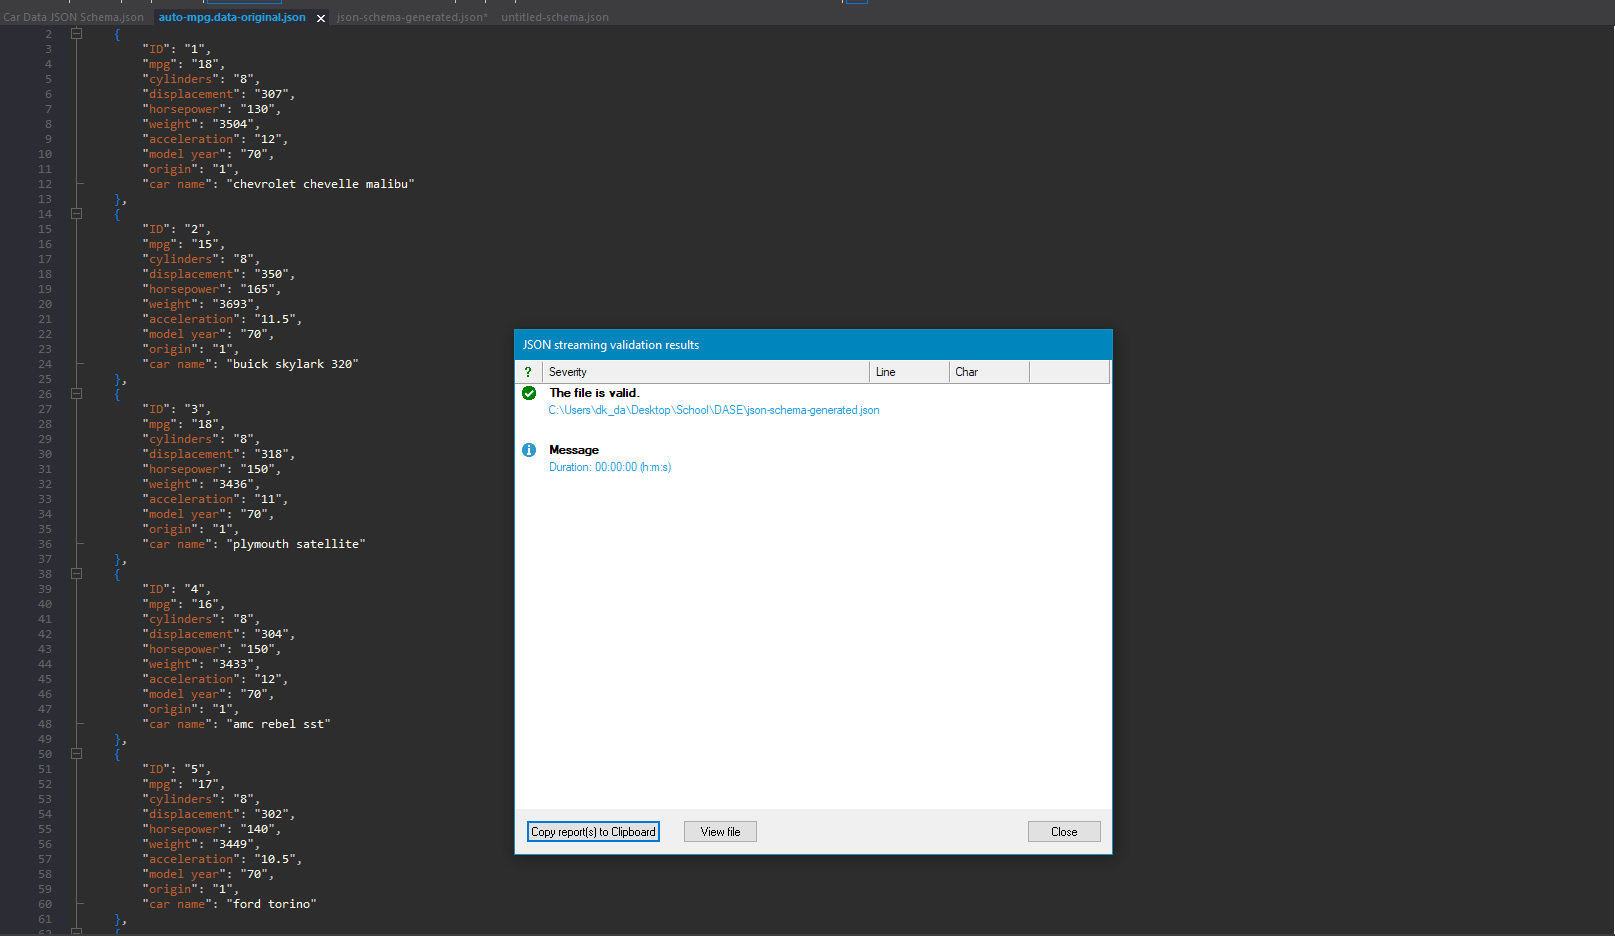 Car Data JSON Schema.json auto-mpg.data-original.json × json-schema-generated.json* untitled-schema.json
2 {
3 "ID": "1",
4 "mpg": "18",
5 "cylinders": "8",
6 "displacement": "307",
7 "horsepower": "130",
8 "weight": "3504",
9 "acceleration": "12",
10 "model year": "70",
11 "origin": "1",
12 "car name": "chevrolet chevelle malibu"
13 },
14 {
15 "ID": "2",
16 "mpg": "15",
17 "cylinders": "8",
18 "displacement": "350",
19 "horsepower": "165",
20 "weight": "3693",
21 "acceleration": "11.5",
22 "model year": "70",
23 "origin": "1",
24 "car name": "buick skylark 320"
25 },
26 {
27 "ID": "3",
28 "mpg": "18",
29 "cylinders": "8",
30 "displacement": "318",
31 "horsepower": "150",
32 "weight": "3436",
33 "acceleration": "11",
34 "model year": "70",
35 "origin": "1",
36 "car name": "plymouth satellite"
37 },
38 {
39 "ID": "4",
40 "mpg": "16",
41 "cylinders": "8",
42 "displacement": "304",
43 "horsepower": "150",
44 "weight": "3433",
45 "acceleration": "12",
46 "model year": "70",
47 "origin": "1",
48 "car name": "amc rebel sst"
49 },
50 {
51 "ID": "5",
52 "mpg": "17",
53 "cylinders": "8",
54 "displacement": "302",
55 "horsepower": "140",
56 "weight": "3449",
57 "acceleration": "10.5",
58 "model year": "70",
59 "origin": "1",
60 "car name": "ford torino"
61 },
62 {
JSON streaming validation results
? Severity Line Char
The file is valid.
C:\Users\dk_da\Desktop\School\DASE\json-schema-generated.json
Message
Duration: 00:00:00 (h:m:s)
Copy report(s) to Clipboard View file Close